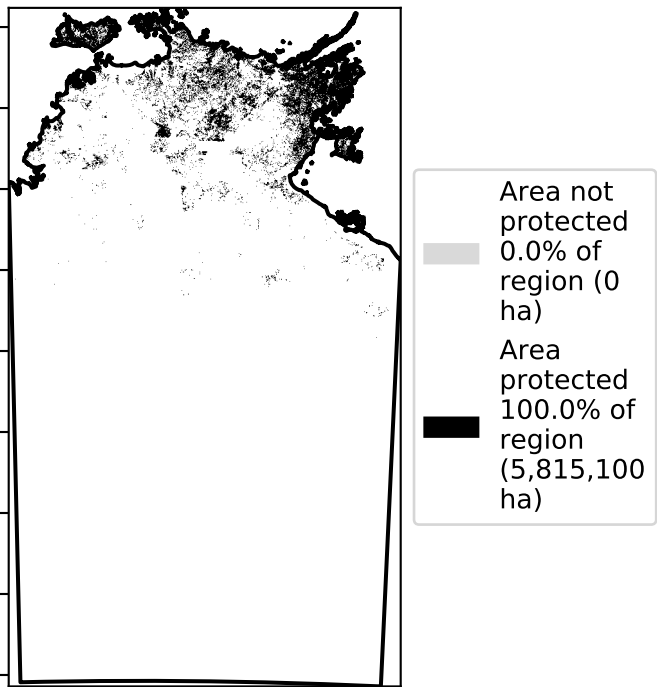 Area not
protected
0.0% of
region (0
ha)
Area
protected
100.0% of
region
(5,815,100
ha)